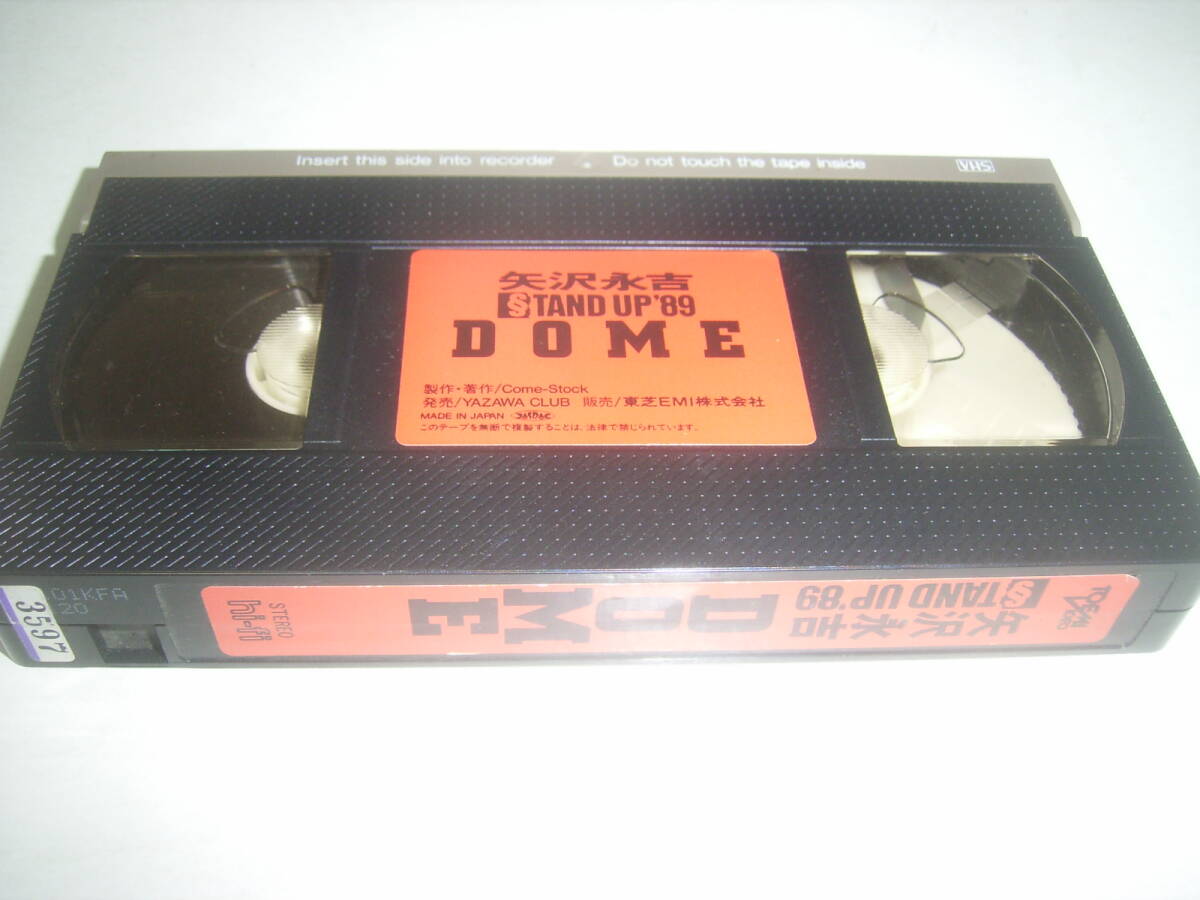 Insert this side into recorder • Do not touch the tape inside
VHS
矢沢永吉
STAND UP '89
DOME
製作・著作/Come-Stock
発売/YAZAWA CLUB 販売/東芝EMI株式会社
MADE IN JAPAN JASRAC
このテープを無断で複製することは、法律で禁じられています。
01KFA
20
3597
STEREO
hi-fi
DOME
矢沢永吉
STAND UP '89
TOEMI VIDEO